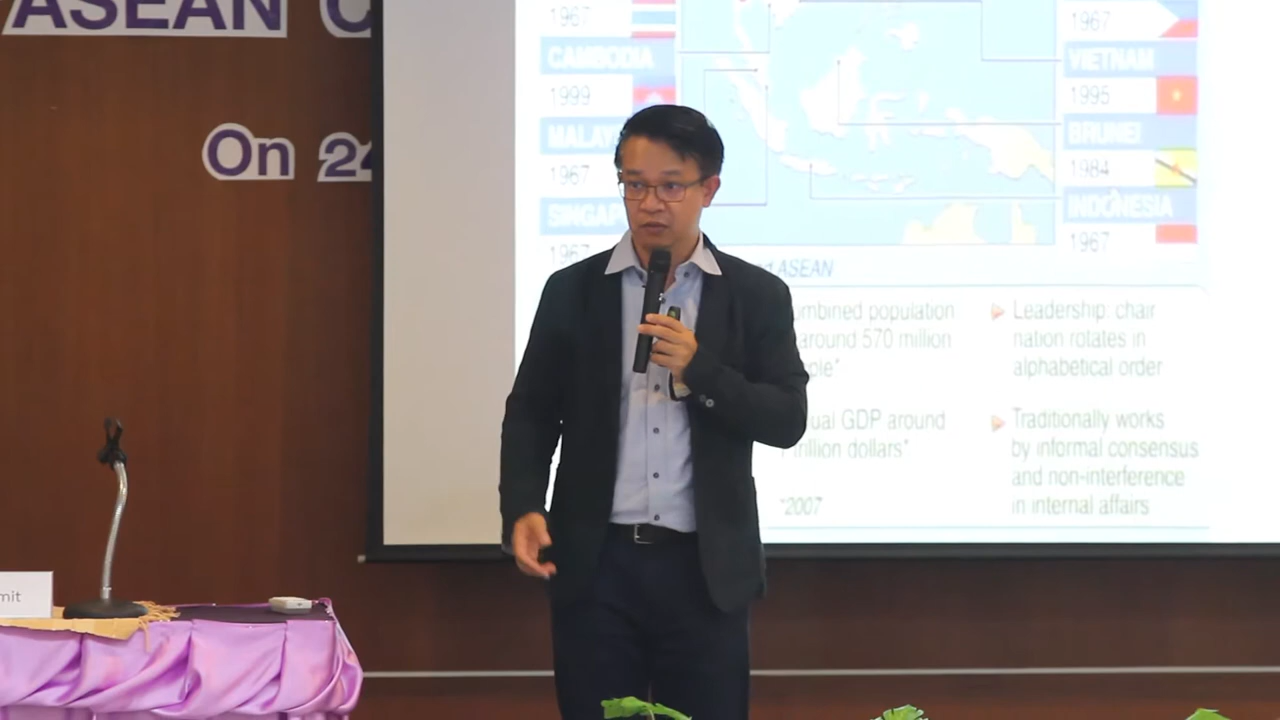 ASEAN
On 24
1967
CAMBODIA
1999
MALAY
1967
SINGAP
1967
1967
VIETNAM
1995
BRUNEI
1984
INDONESIA
1967
ASEAN
mbined population
around 570 million
ple*
ual GDP around
trillion dollars*
*2007
Leadership: chair
nation rotates in
alphabetical order
Traditionally works
by informal consensus
and non-interference
in internal affairs
mit